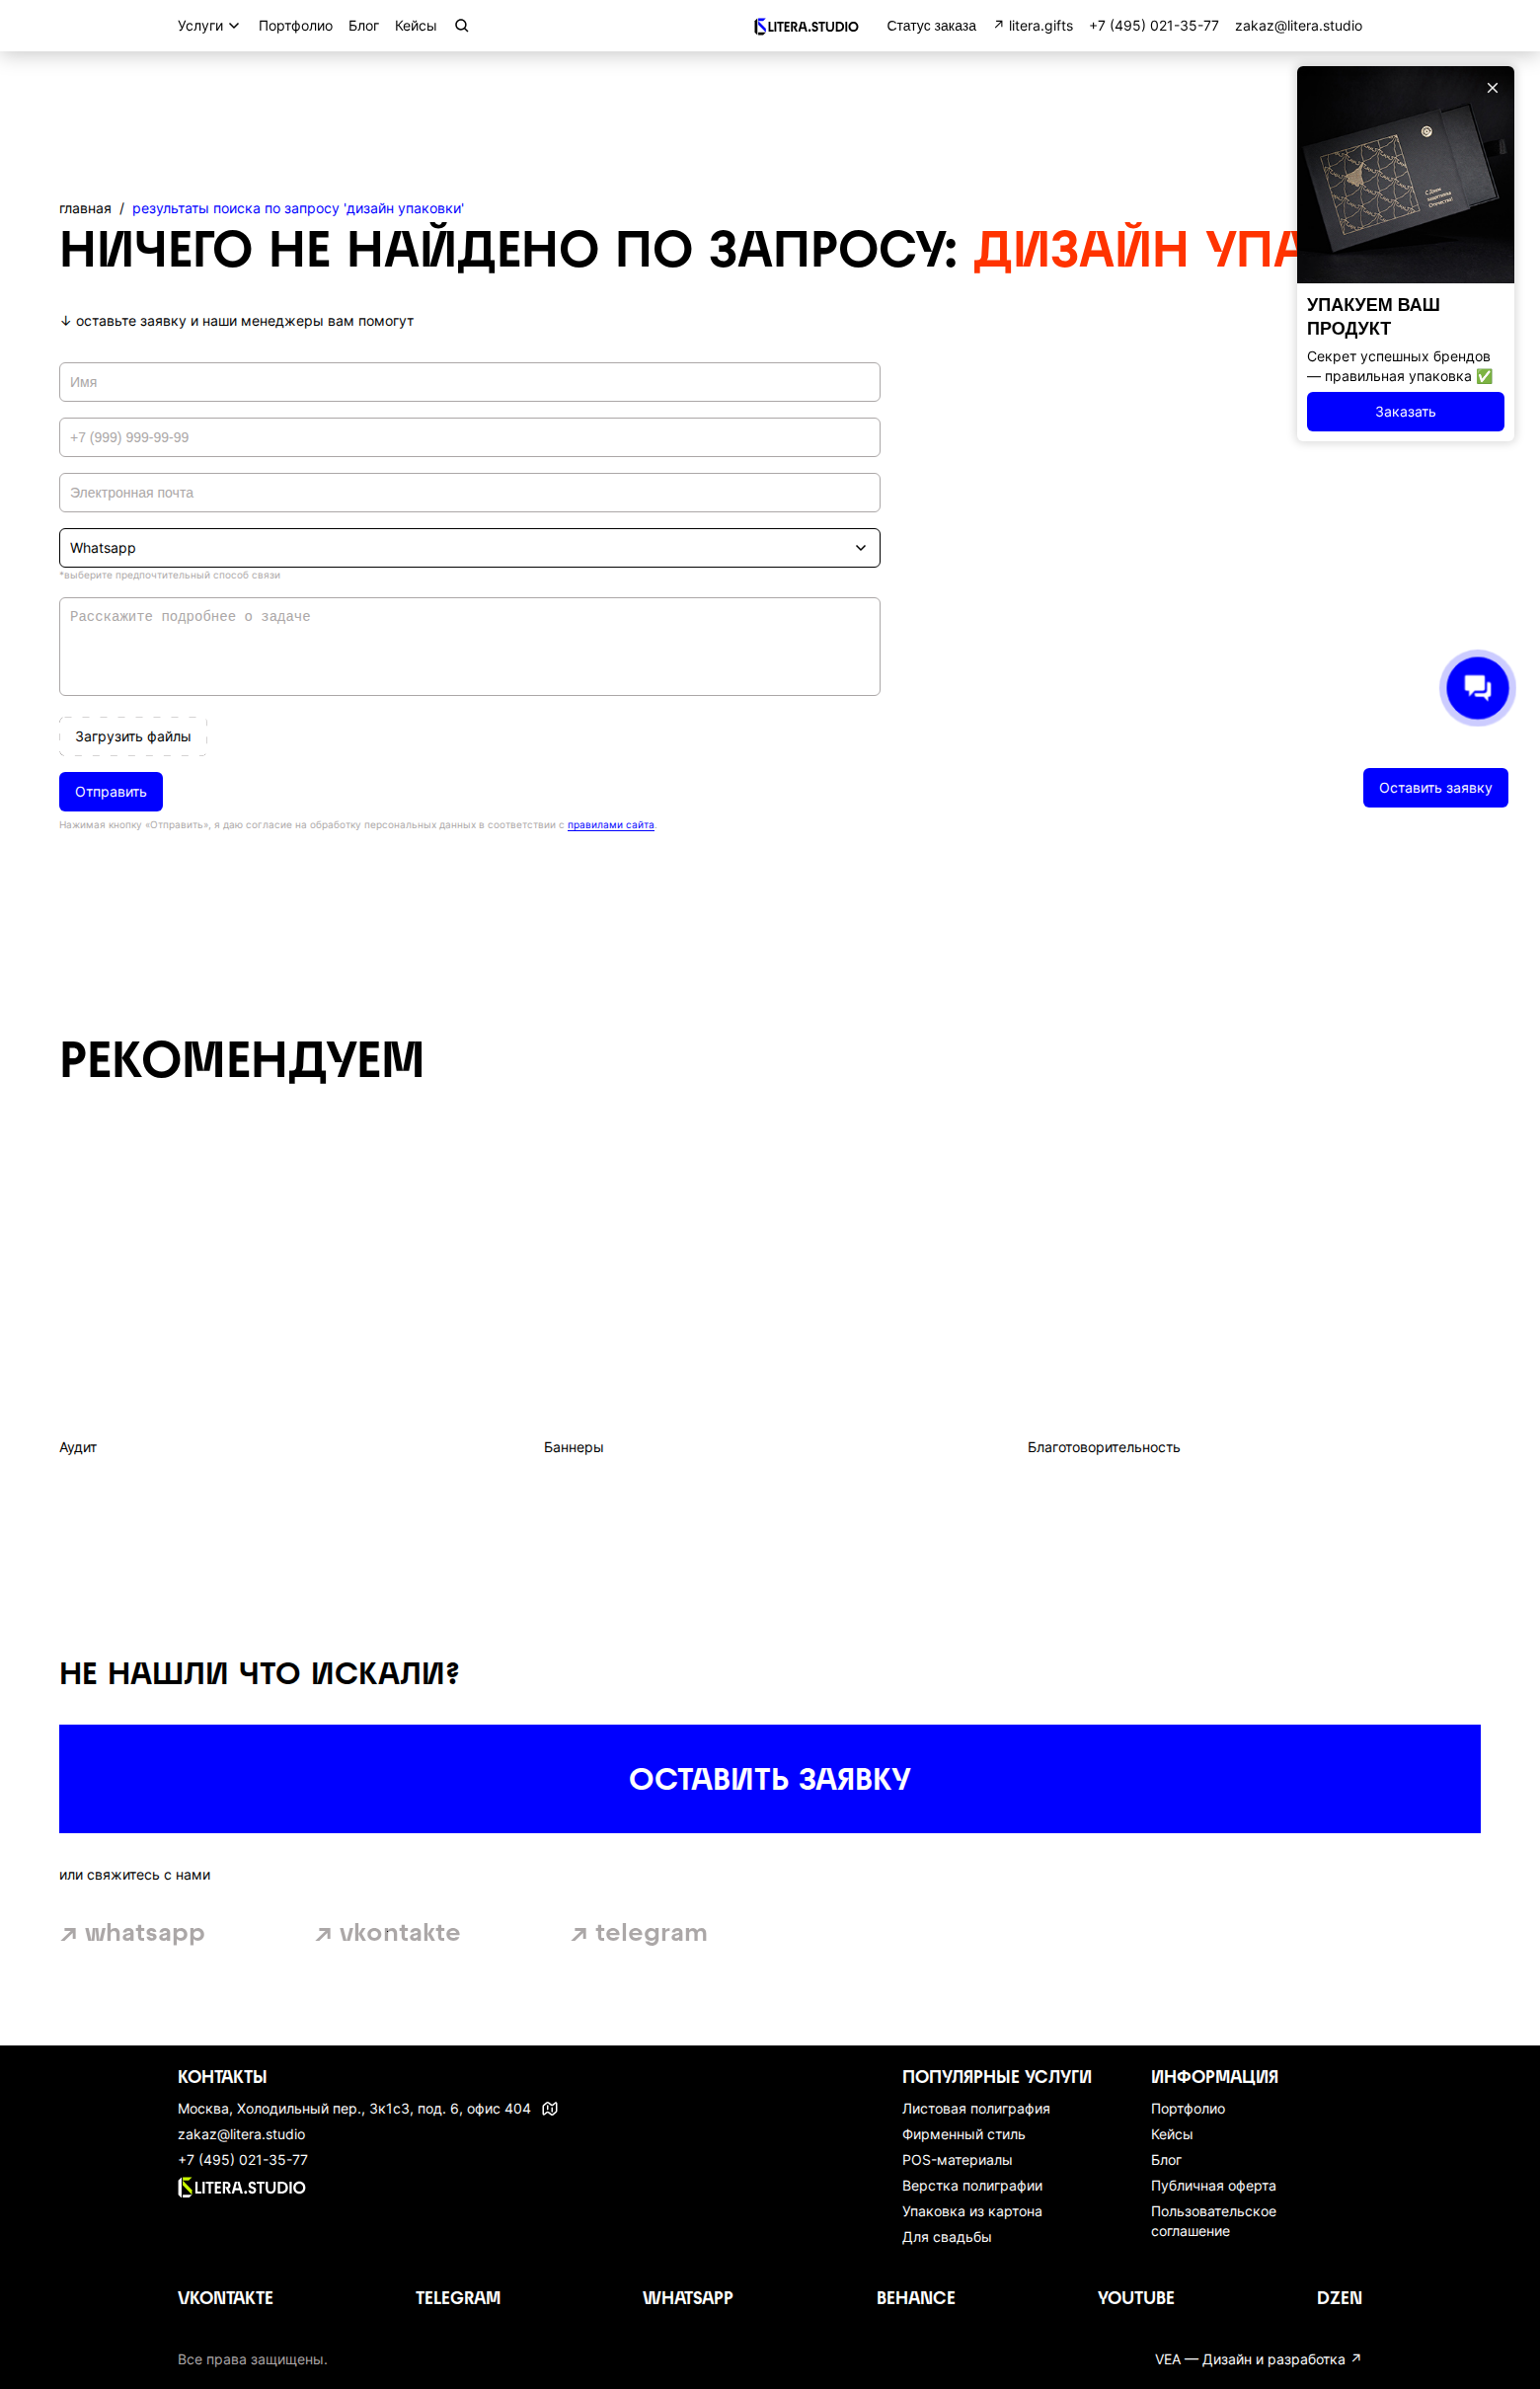 Услуги
Портфолио
Блог
Кейсы
LITERA.STUDIO
Статус заказа
↗ litera.gifts
+7 (495) 021-35-77
zakaz@litera.studio
главная / результаты поиска по запросу 'дизайн упаковки'
НИЧЕГО НЕ НАЙДЕНО ПО ЗАПРОСУ: ДИЗАЙН УПА
↓ оставьте заявку и наши менеджеры вам помогут
Имя
+7 (999) 999-99-99
Электронная почта
Whatsapp
*выберите предпочтительный способ связи
Расскажите подробнее о задаче
Загрузить файлы
Отправить
Нажимая кнопку «Отправить», я даю согласие на обработку персональных данных в соответствии с правилами сайта.
УПАКУЕМ ВАШ
ПРОДУКТ
Секрет успешных брендов
— правильная упаковка ✅
Заказать
Оставить заявку
РЕКОМЕНДУЕМ
Аудит
Баннеры
Благотоворительность
НЕ НАШЛИ ЧТО ИСКАЛИ?
ОСТАВИТЬ ЗАЯВКУ
или свяжитесь с нами
↗ whatsapp
↗ vkontakte
↗ telegram
КОНТАКТЫ
Москва, Холодильный пер., 3к1с3, под. 6, офис 404
zakaz@litera.studio
+7 (495) 021-35-77
LITERA.STUDIO
ПОПУЛЯРНЫЕ УСЛУГИ
Листовая полиграфия
Фирменный стиль
POS-материалы
Верстка полиграфии
Упаковка из картона
Для свадьбы
ИНФОРМАЦИЯ
Портфолио
Кейсы
Блог
Публичная оферта
Пользовательское
соглашение
VKONTAKTE
TELEGRAM
WHATSAPP
BEHANCE
YOUTUBE
DZEN
Все права защищены.
VEA — Дизайн и разработка ↗